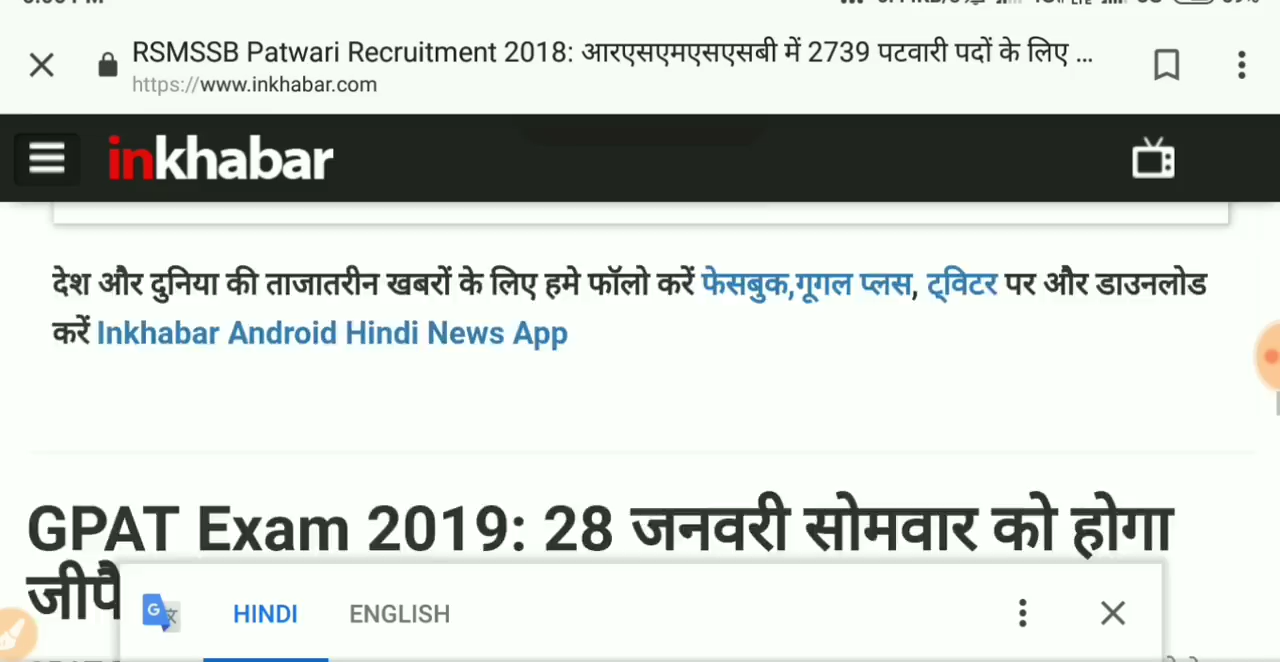 RSMSSB Patwari Recruitment 2018: आरएसएमएसएसबी में 2739 पटवारी पदों के लिए ...
https://www.inkhabar.com
inkhabar
देश और दुनिया की ताजातरीन खबरों के लिए हमे फॉलो करें फेसबुक,गूगल प्लस, ट्विटर पर और डाउनलोड
करें Inkhabar Android Hindi News App
GPAT Exam 2019: 28 जनवरी सोमवार को होगा
जीपै
HINDI ENGLISH